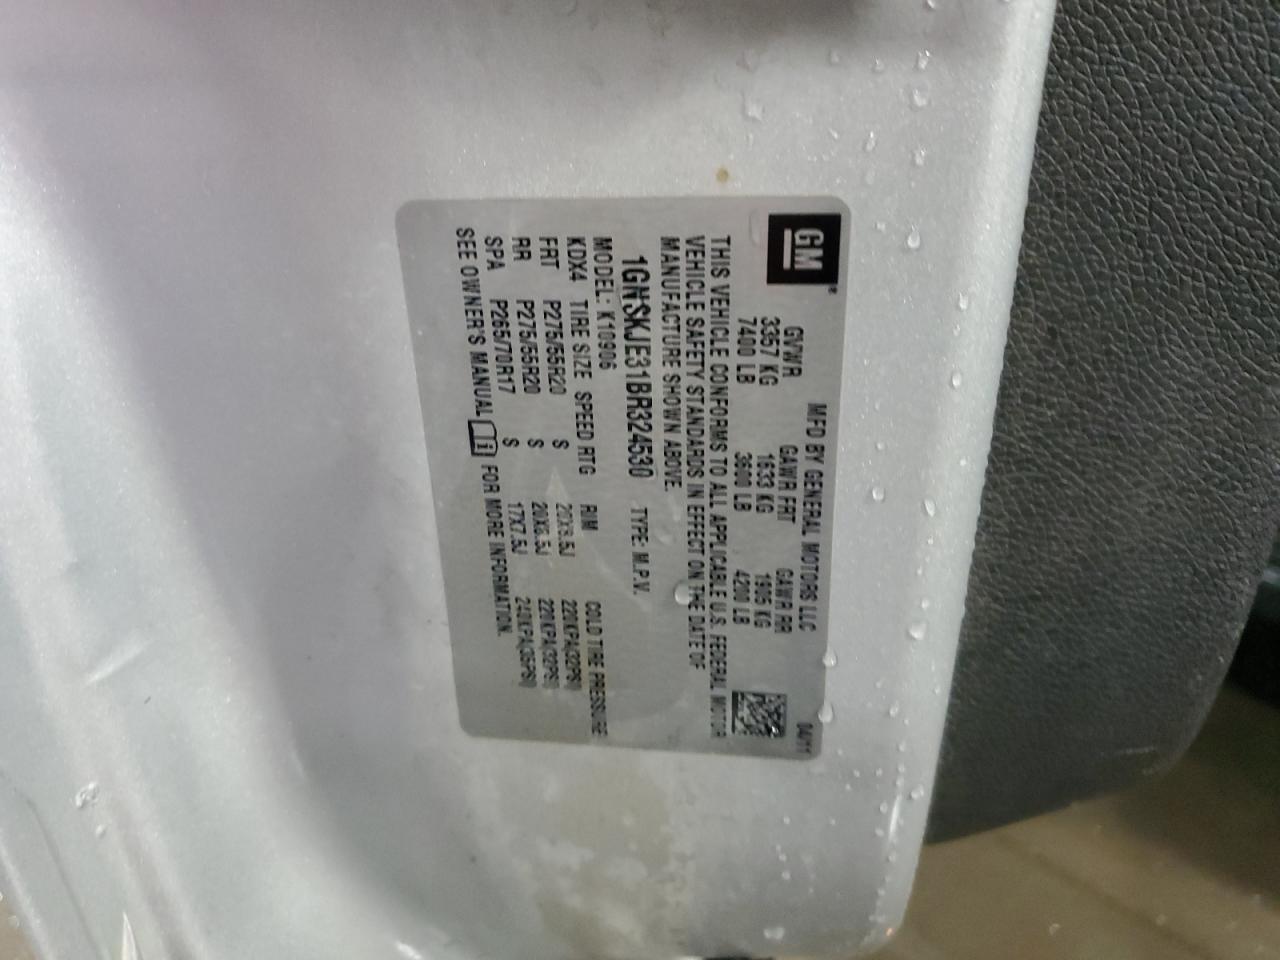 GM
MFD BY GENERAL MOTORS LLC 04/11
GVWR GAWR FRT GAWR RR
3357 KG 1633 KG 1905 KG
7400 LB 3600 LB 4200 LB
THIS VEHICLE CONFORMS TO ALL APPLICABLE U.S. FEDERAL MOTOR
VEHICLE SAFETY STANDARDS IN EFFECT ON THE DATE OF
MANUFACTURE SHOWN ABOVE.
1GNSKJE31BR324530 TYPE: M.P.V.
MODEL: K10906
KDX4 TIRE SIZE SPEED RTG RIM COLD TIRE PRESSURE
FRT P275/55R20 S 20X8.5J 220KPA(32PSI)
RR P275/55R20 S 20X8.5J 220KPA(32PSI)
SPA P265/70R17 S 17X7.5J 240KPA(35PSI)
SEE OWNER'S MANUAL FOR MORE INFORMATION.